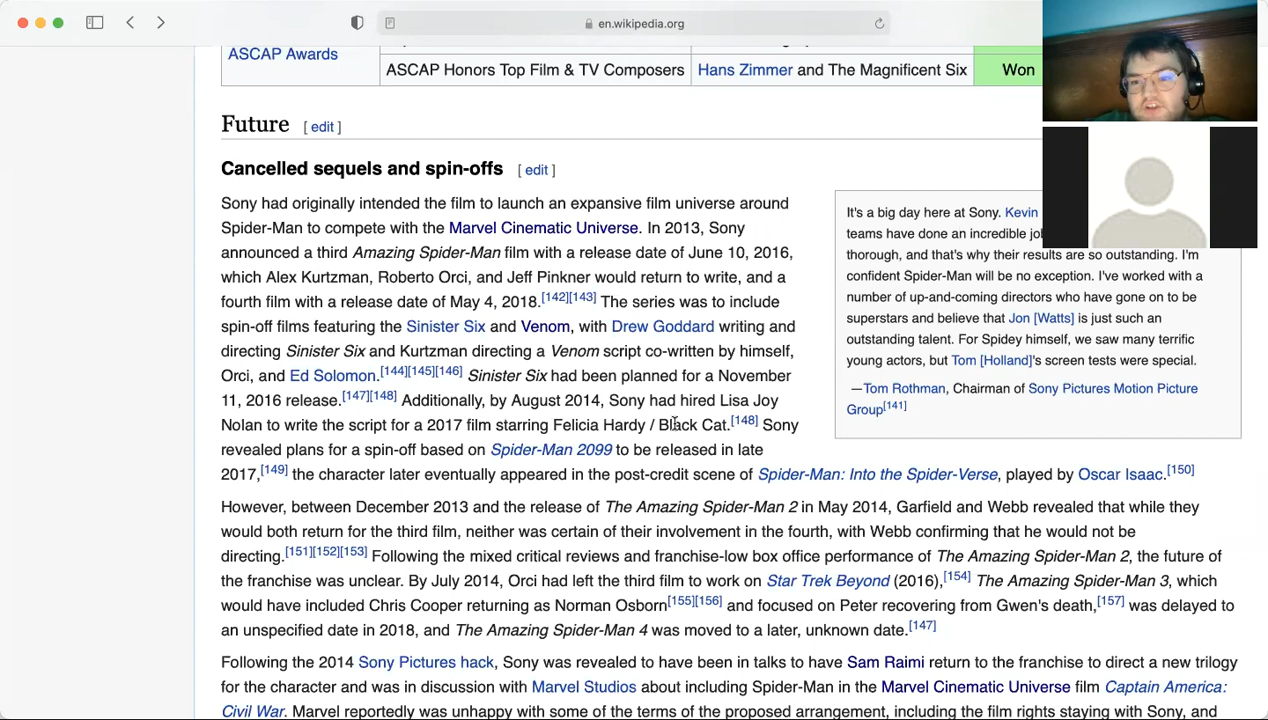 en.wikipedia.org
ASCAP Awards
ASCAP Honors Top Film & TV Composers
Hans Zimmer and The Magnificent Six
Won
Future [ edit ]
Cancelled sequels and spin-offs [ edit ]
Sony had originally intended the film to launch an expansive film universe around
Spider-Man to compete with the Marvel Cinematic Universe. In 2013, Sony
announced a third Amazing Spider-Man film with a release date of June 10, 2016,
which Alex Kurtzman, Roberto Orci, and Jeff Pinkner would return to write, and a
fourth film with a release date of May 4, 2018.[142][143] The series was to include
spin-off films featuring the Sinister Six and Venom, with Drew Goddard writing and
directing Sinister Six and Kurtzman directing a Venom script co-written by himself,
Orci, and Ed Solomon.[144][145][146] Sinister Six had been planned for a November
11, 2016 release.[147][148] Additionally, by August 2014, Sony had hired Lisa Joy
Nolan to write the script for a 2017 film starring Felicia Hardy / Black Cat.[148] Sony
revealed plans for a spin-off based on Spider-Man 2099 to be released in late
2017,[149] the character later eventually appeared in the post-credit scene of Spider-Man: Into the Spider-Verse, played by Oscar Isaac.[150]
It's a big day here at Sony. Kevin
teams have done an incredible
thorough, and that's why their results are so outstanding. I'm
confident Spider-Man will be no exception. I've worked with a
number of up-and-coming directors who have gone on to be
superstars and believe that Jon [Watts] is just such an
outstanding talent. For Spidey himself, we saw many terrific
young actors, but Tom [Holland]'s screen tests were special.
—Tom Rothman, Chairman of Sony Pictures Motion Picture
Group[141]
However, between December 2013 and the release of The Amazing Spider-Man 2 in May 2014, Garfield and Webb revealed that while they
would both return for the third film, neither was certain of their involvement in the fourth, with Webb confirming that he would not be
directing.[151][152][153] Following the mixed critical reviews and franchise-low box office performance of The Amazing Spider-Man 2, the future of
the franchise was unclear. By July 2014, Orci had left the third film to work on Star Trek Beyond (2016),[154] The Amazing Spider-Man 3, which
would have included Chris Cooper returning as Norman Osborn[155][156] and focused on Peter recovering from Gwen's death,[157] was delayed to
an unspecified date in 2018, and The Amazing Spider-Man 4 was moved to a later, unknown date.[147]
Following the 2014 Sony Pictures hack, Sony was revealed to have been in talks to have Sam Raimi return to the franchise to direct a new trilogy
for the character and was in discussion with Marvel Studios about including Spider-Man in the Marvel Cinematic Universe film Captain America:
Civil War. Marvel reportedly was unhappy with some of the terms of the proposed arrangement, including the film rights staying with Sony, and